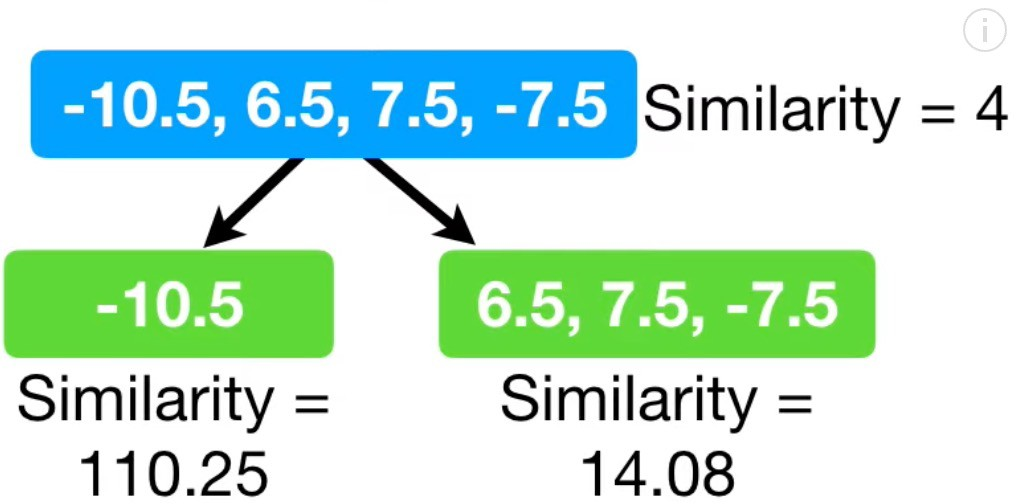 -10.5, 6.5, 7.5, -7.5 Similarity = 4
-10.5
6.5, 7.5, -7.5
Similarity =
110.25
Similarity =
14.08